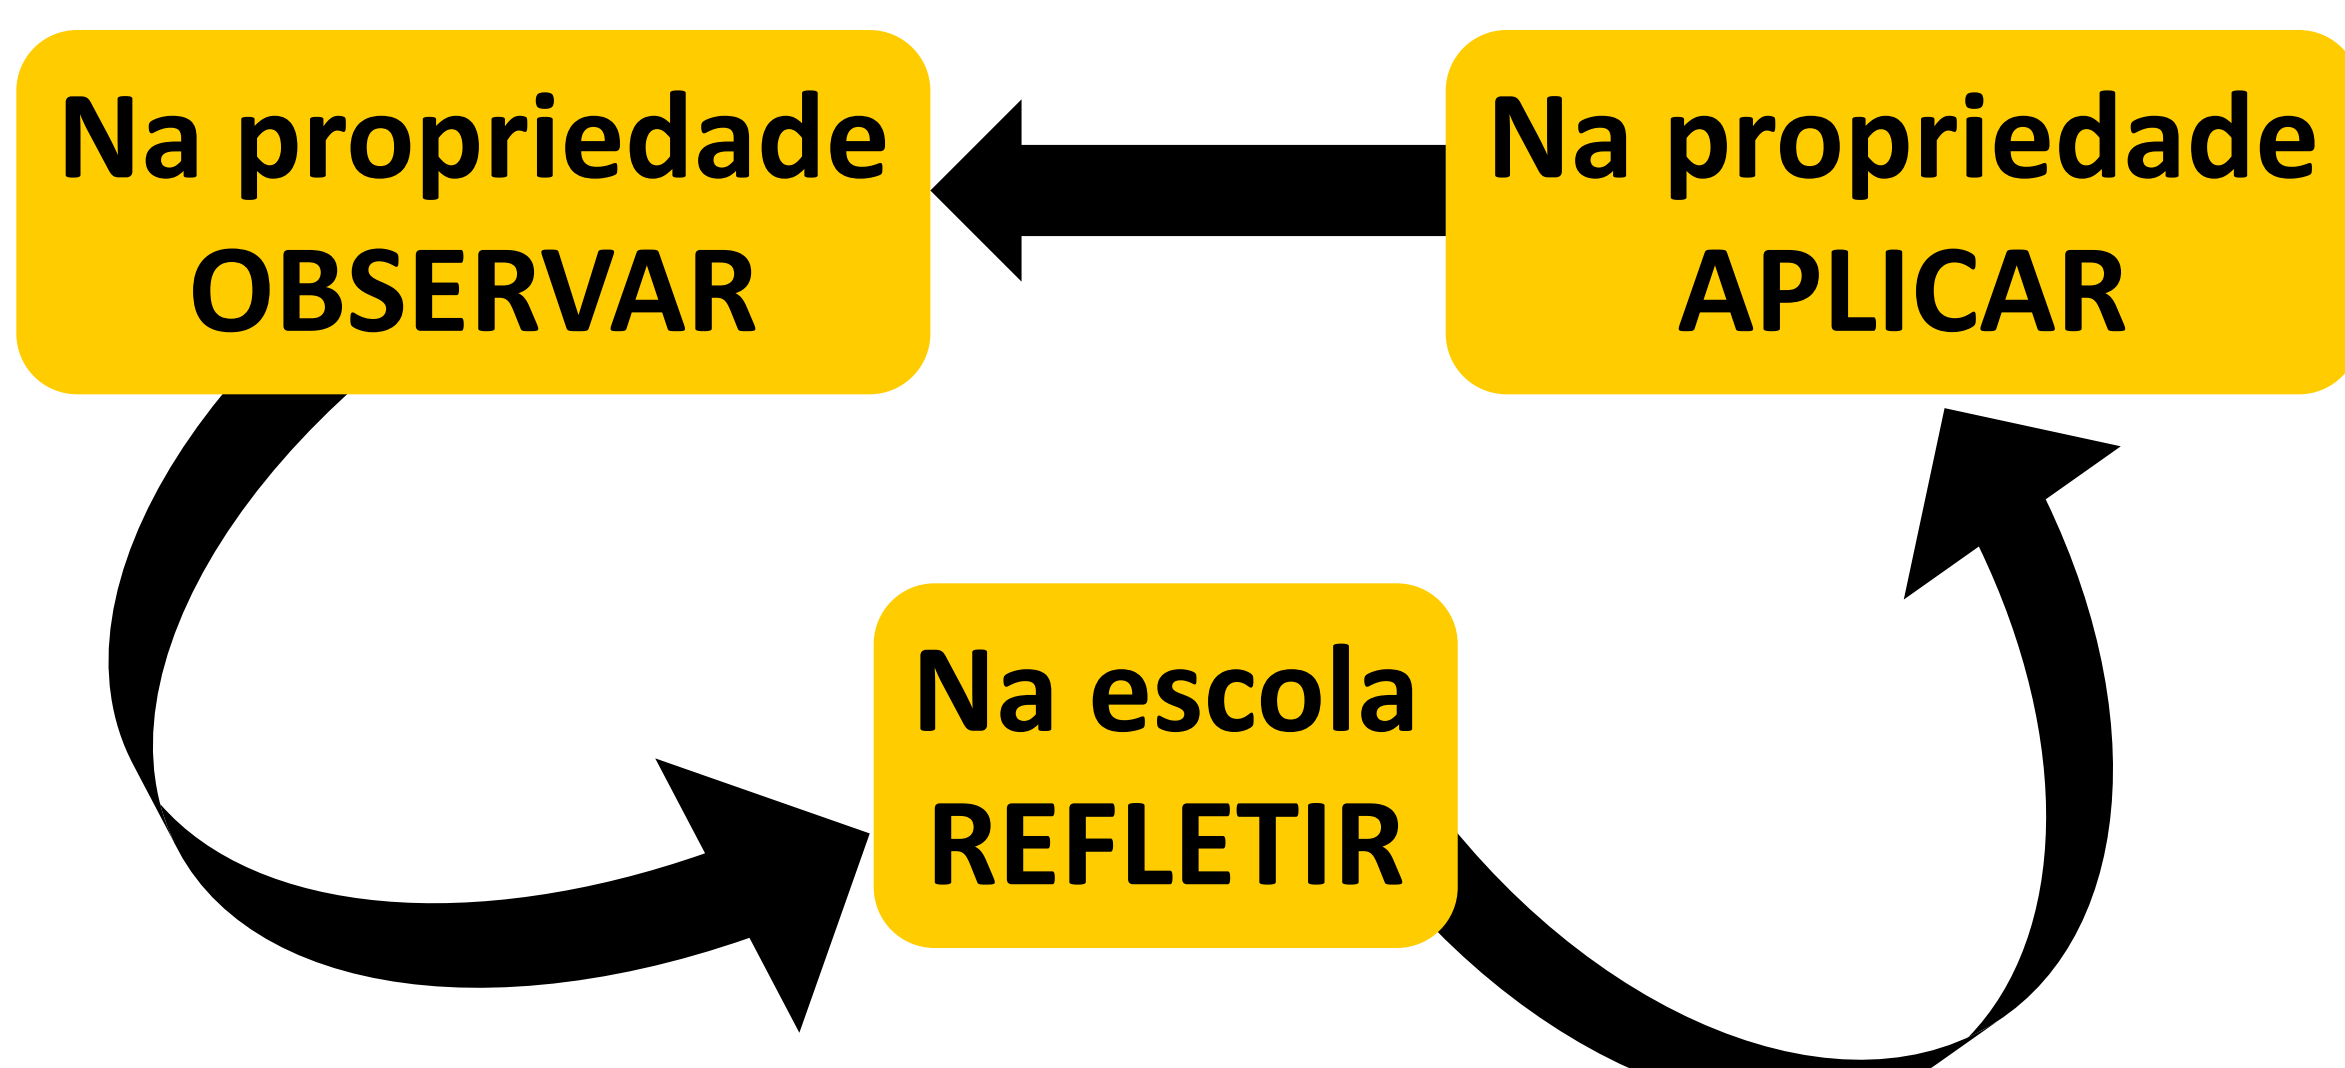 Na propriedade
OBSERVAR
Na propriedade
APLICAR
Na escola
REFLETIR